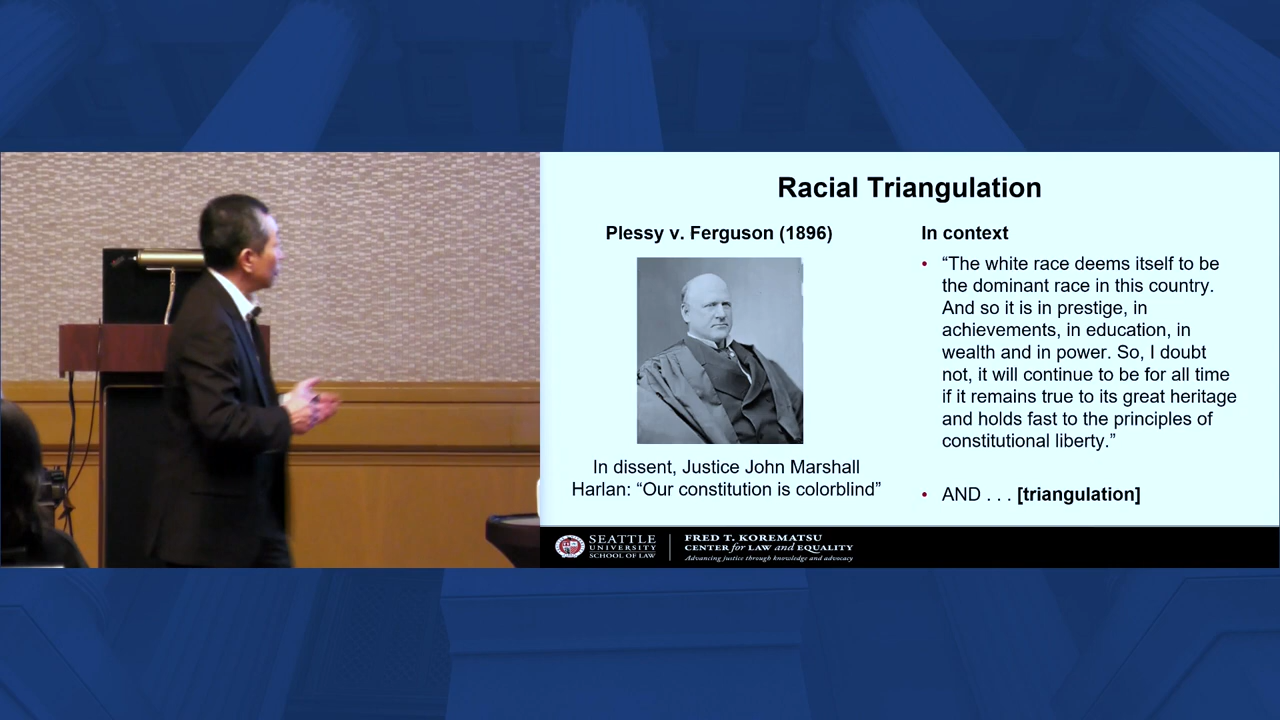 Racial Triangulation
Plessy v. Ferguson (1896)
In dissent, Justice John Marshall
Harlan: “Our constitution is colorblind”
In context
• “The white race deems itself to be
the dominant race in this country.
And so it is in prestige, in
achievements, in education, in
wealth and in power. So, I doubt
not, it will continue to be for all time
if it remains true to its great heritage
and holds fast to the principles of
constitutional liberty.”
• AND . . . [triangulation]
SEATTLE
UNIVERSITY
SCHOOL OF LAW
FRED T. KOREMATSU
CENTER for LAW and EQUALITY
Advancing justice through knowledge and advocacy